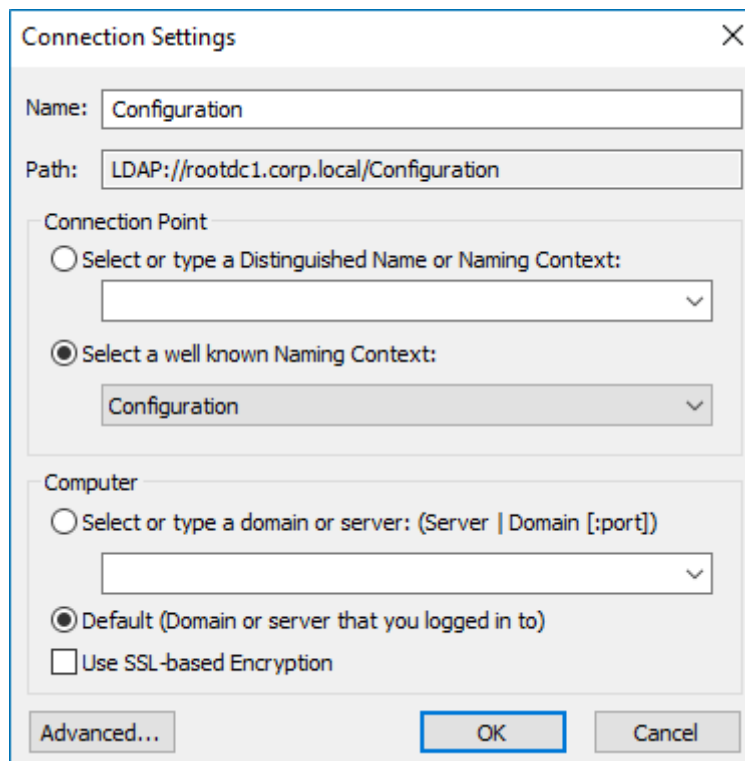 Connection Settings
Name: Configuration
Path: LDAP://rootdc1.corp.local/Configuration
Connection Point
Select or type a Distinguished Name or Naming Context:
Select a well known Naming Context:
Configuration
Computer
Select or type a domain or server: (Server | Domain [:port])
Default (Domain or server that you logged in to)
Use SSL-based Encryption
Advanced... OK Cancel